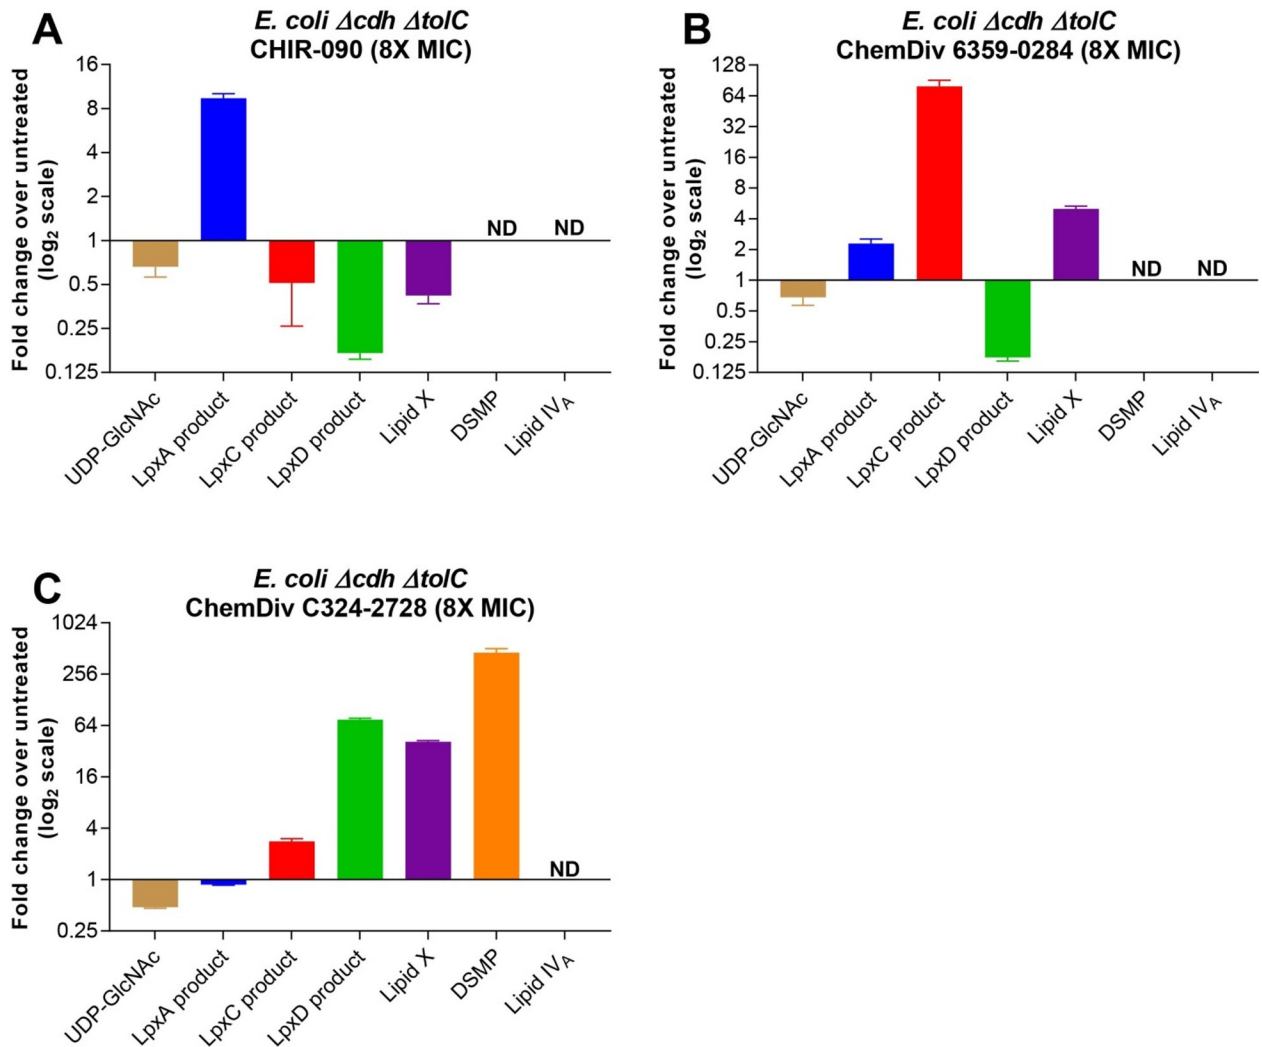 A
E. coli Δcdh ΔtolC
CHIR-090 (8X MIC)
Fold change over untreated
(log₂ scale)
16
8
4
2
1
0.5
0.25
0.125
ND
ND
UDP-GlcNAc
LpxA product
LpxC product
LpxD product
Lipid X
DSMP
Lipid IVA
B
E. coli Δcdh ΔtolC
ChemDiv 6359-0284 (8X MIC)
Fold change over untreated
(log₂ scale)
128
64
32
16
8
4
2
1
0.5
0.25
0.125
ND
ND
UDP-GlcNAc
LpxA product
LpxC product
LpxD product
Lipid X
DSMP
Lipid IVA
C
E. coli Δcdh ΔtolC
ChemDiv C324-2728 (8X MIC)
Fold change over untreated
(log₂ scale)
1024
256
64
16
4
1
0.25
ND
UDP-GlcNAc
LpxA product
LpxC product
LpxD product
Lipid X
DSMP
Lipid IVA